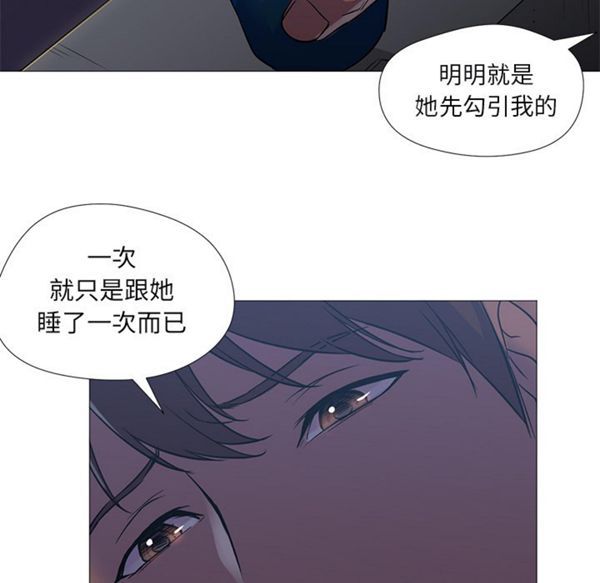 明明就是
她先勾引我的
一次
就只是跟她
睡了一次而已